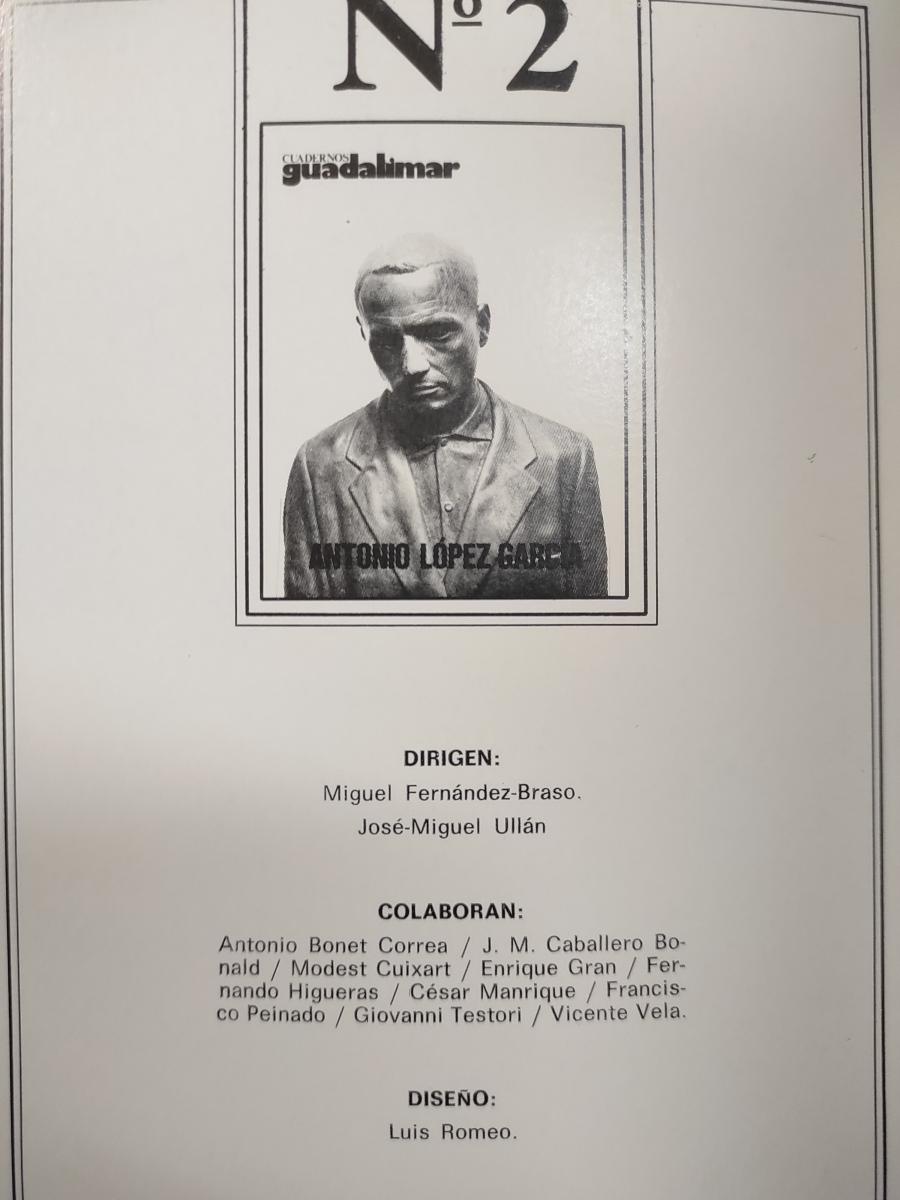 Nº 2
CUADERNOS
guadalimar
ANTONIO LÓPEZ GARCÍA
DIRIGEN:
Miguel Fernández-Braso.
José-Miguel Ullán
COLABORAN:
Antonio Bonet Correa / J. M. Caballero Bo-
nald / Modest Cuixart / Enrique Gran / Fer-
nando Higueras / César Manrique / Francis-
co Peinado / Giovanni Testori / Vicente Vela.
DISEÑO:
Luis Romeo.